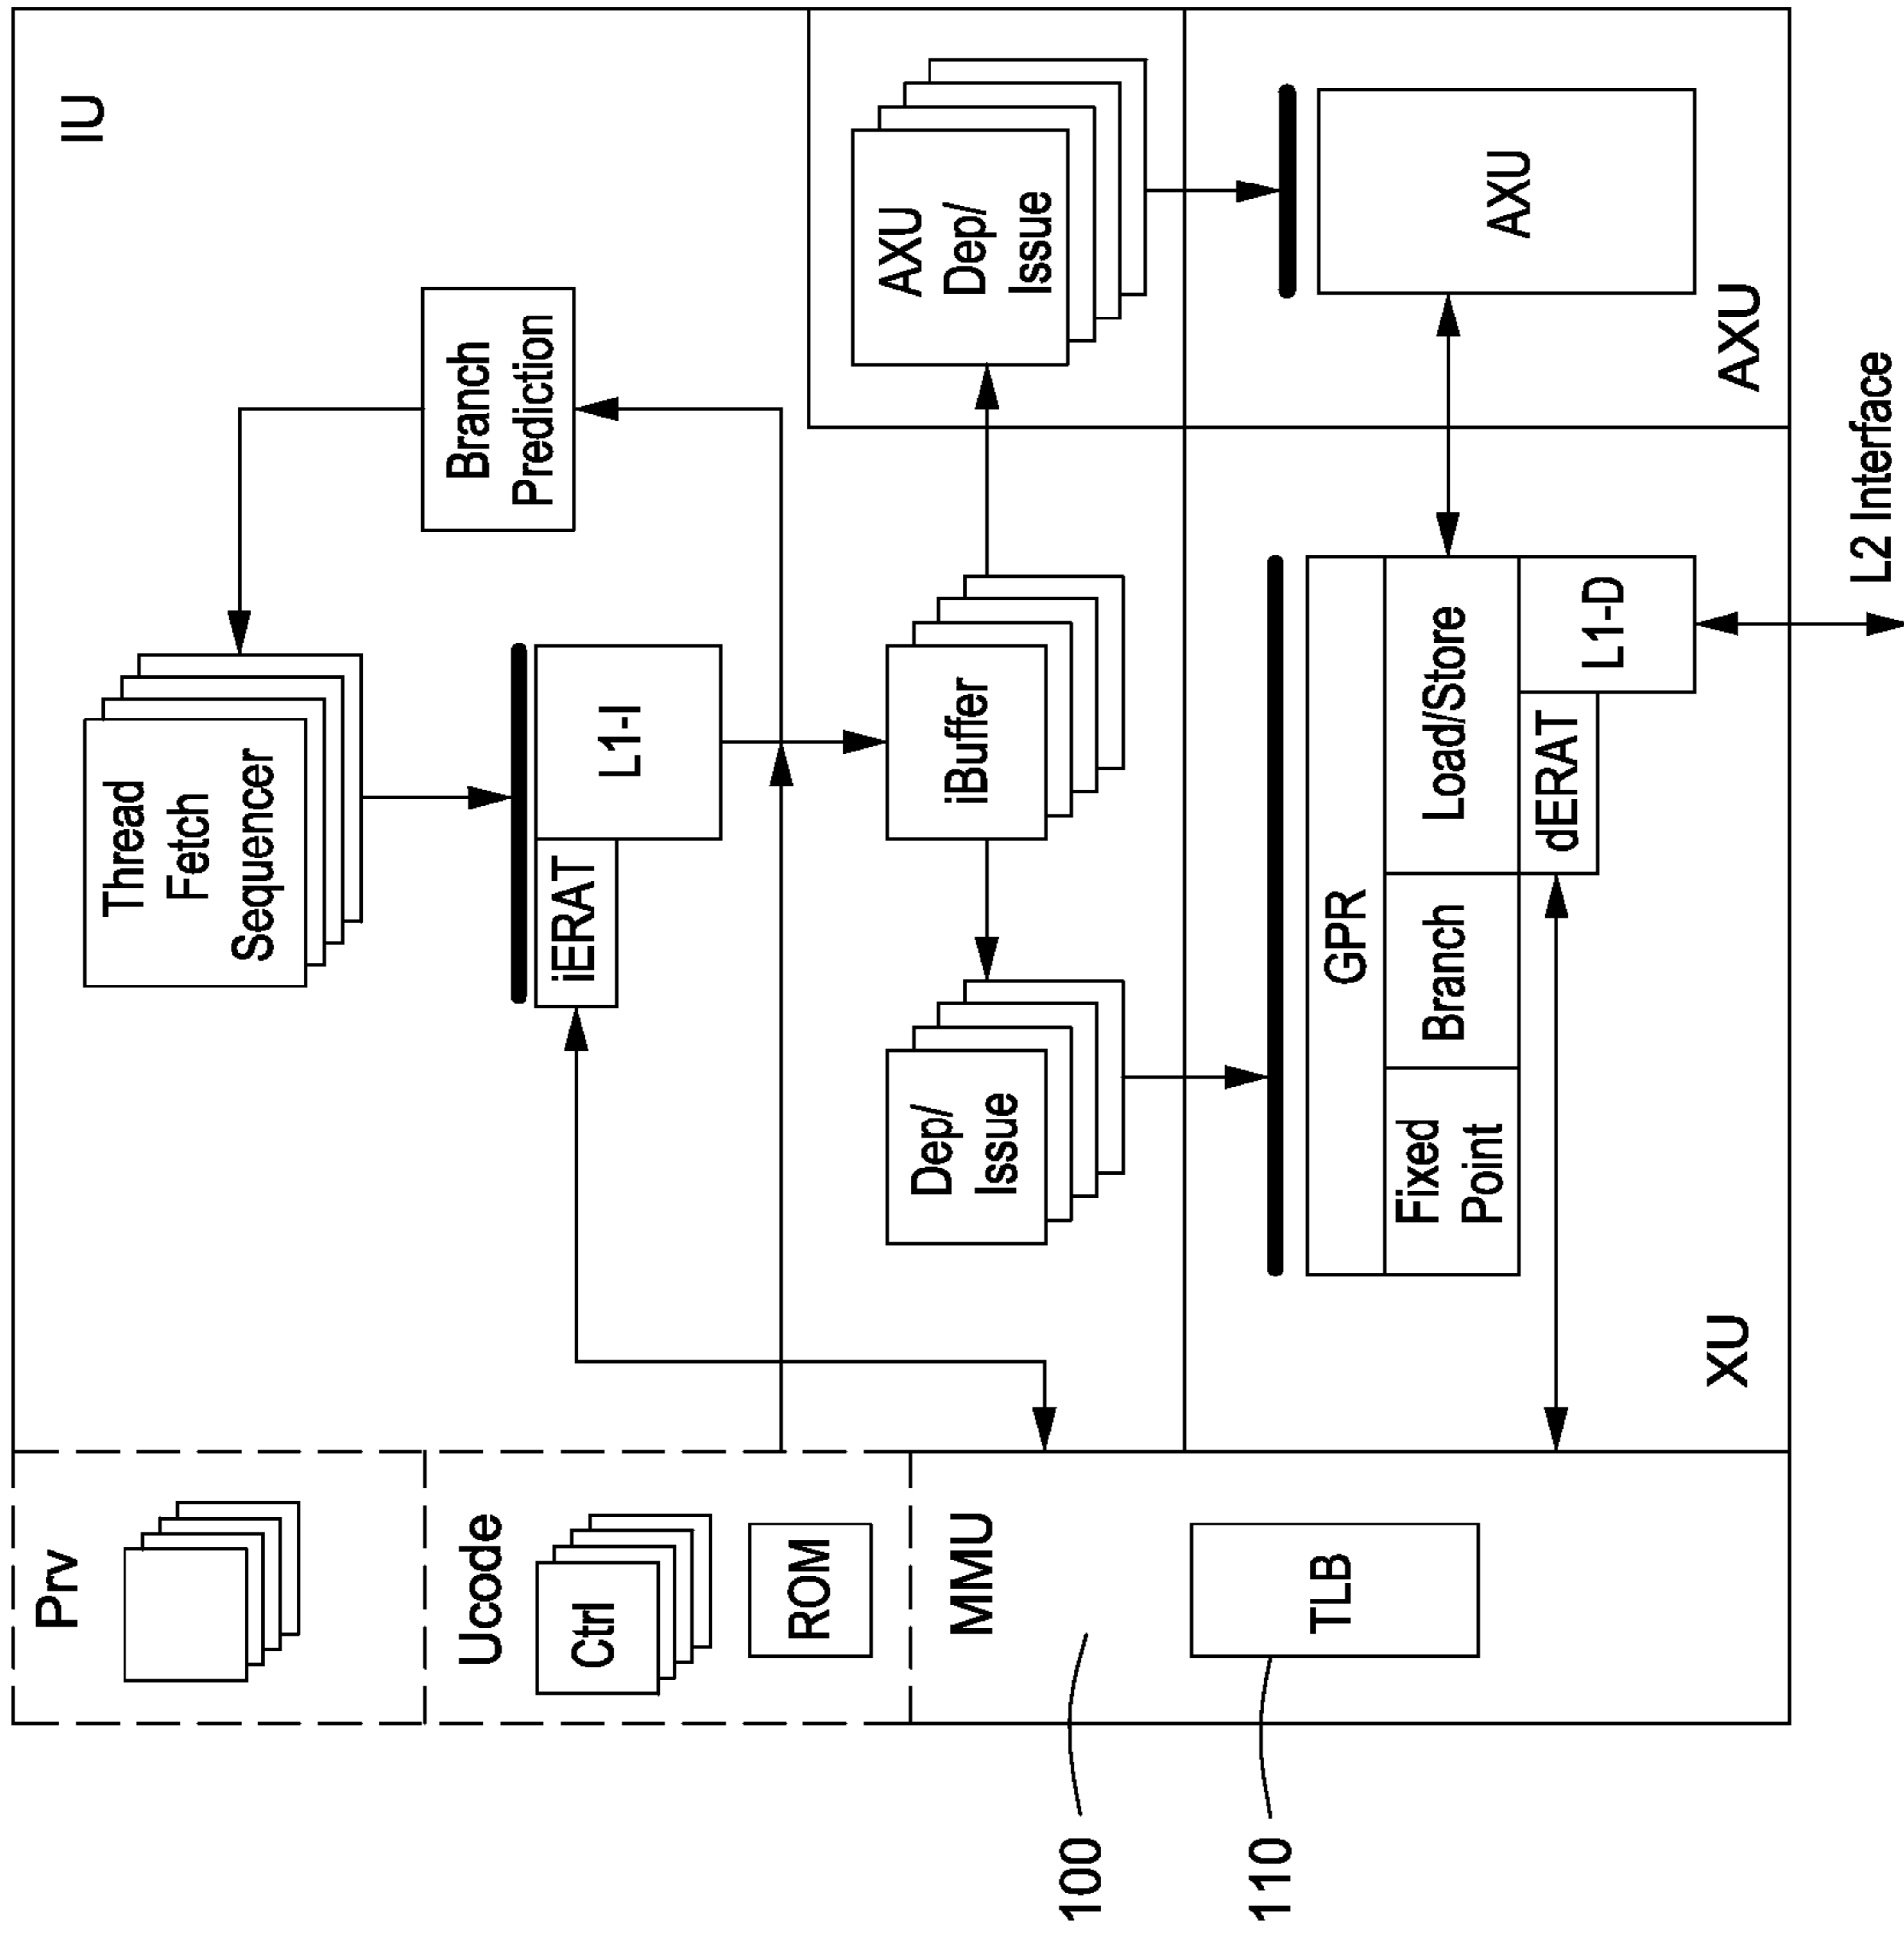 Prv
IU
Thread
Fetch
Sequencer
Branch
Prediction
Ucode
Ctrl
ROM
iERAT
L1-I
AXU
Dep/
Issue
iBuffer
Dep/
Issue
MMU
100
TLB
110
GPR
Fixed
Point
Branch
Load/Store
dERAT
L1-D
AXU
XU
AXU
L2 Interface